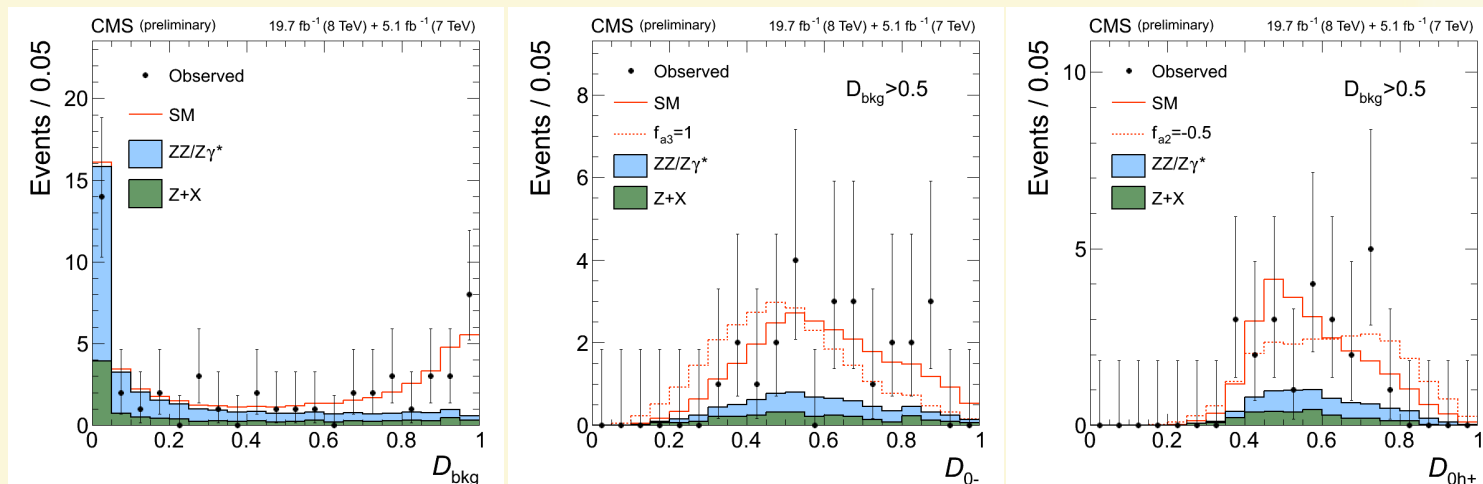 CMS (preliminary) 19.7 fb⁻¹ (8 TeV) + 5.1 fb⁻¹ (7 TeV)
Events / 0.05
20
15
10
5
0
Observed
SM
ZZ/Zγ*
Z+X
0 0.2 0.4 0.6 0.8 1
D_bkg
CMS (preliminary) 19.7 fb⁻¹ (8 TeV) + 5.1 fb⁻¹ (7 TeV)
Events / 0.05
8
6
4
2
0
Observed
D_bkg>0.5
SM
f_a3=1
ZZ/Zγ*
Z+X
0 0.2 0.4 0.6 0.8 1
D_0-
CMS (preliminary) 19.7 fb⁻¹ (8 TeV) + 5.1 fb⁻¹ (7 TeV)
Events / 0.05
10
5
0
Observed
D_bkg>0.5
SM
f_a2=-0.5
ZZ/Zγ*
Z+X
0 0.2 0.4 0.6 0.8 1
D_0h+